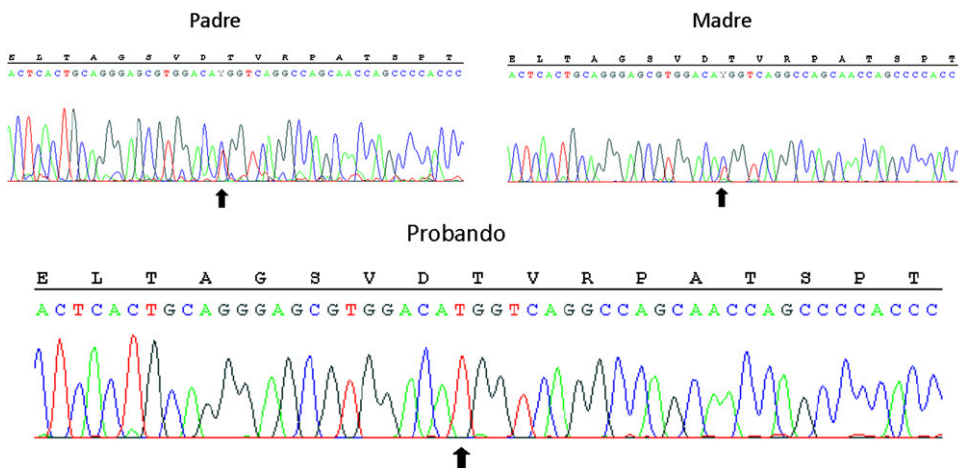 Padre
E L T A G S V D T V R P A T S P T
ACTCACTGCAGGGAGCGTGGACAYGGTCAGGCCAGCAACCAGCCCCACCC
Madre
E L T A G S V D T V R P A T S P T
ACTCACTGCAGGGAGCGTGGACAYGGTCAGGCCAGCAACCAGCCCCACC
Probando
E L T A G S V D T V R P A T S P T
ACTCACTGCAGGGAGCGTGGACATGGTCAGGCCAGCAACCAGCCCCACCC